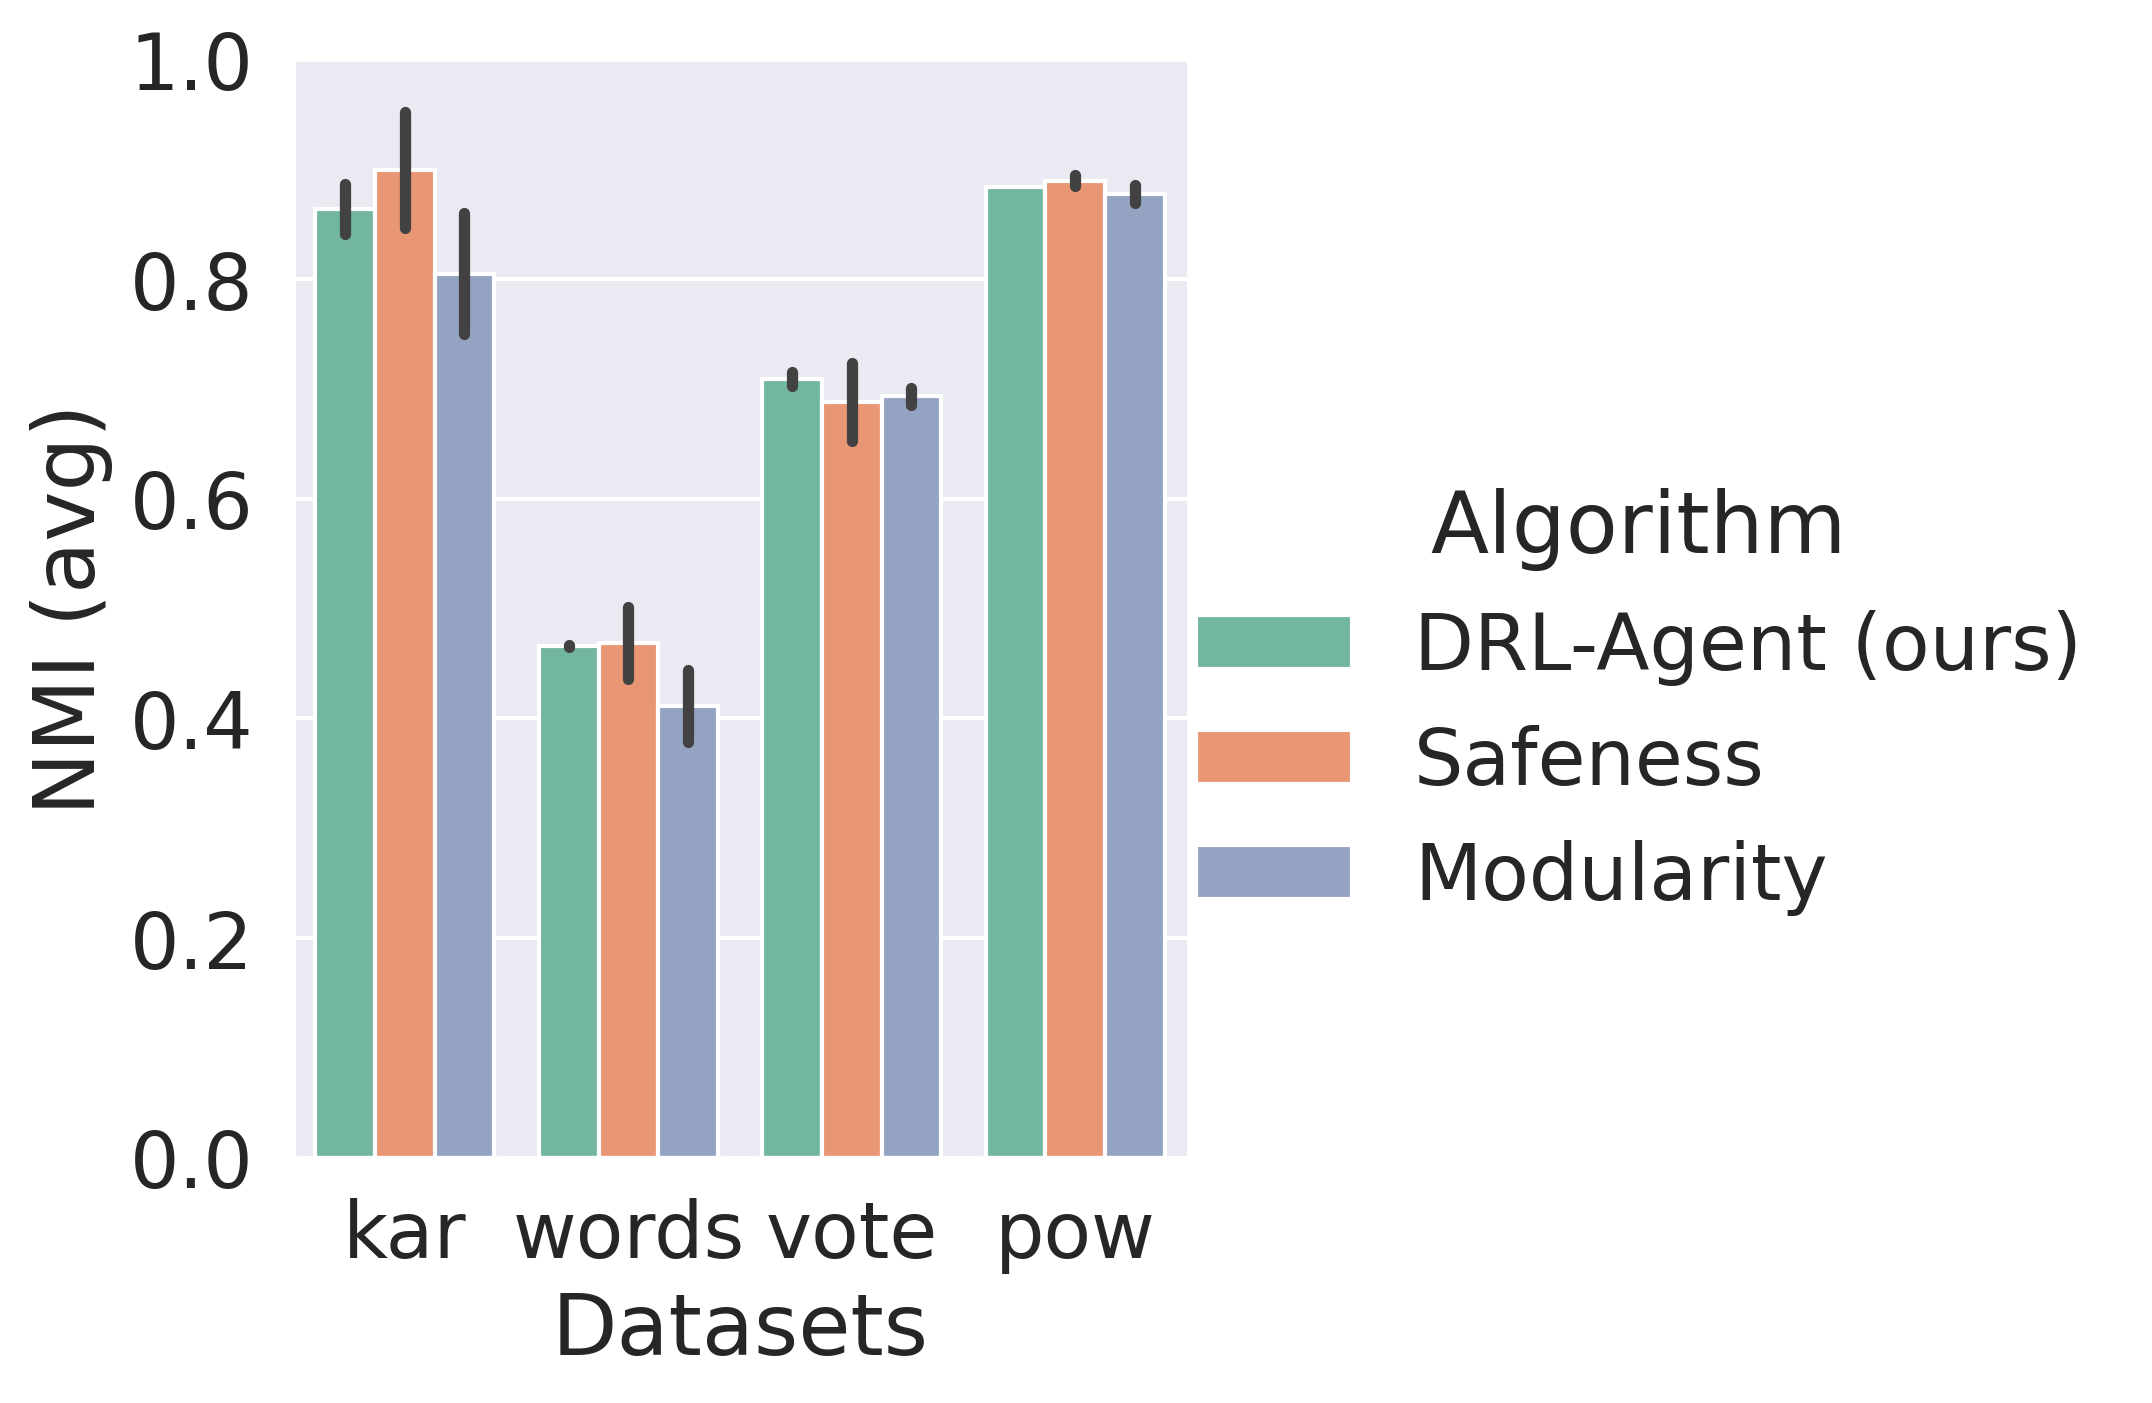 1.0
0.8
0.6
0.4
0.2
0.0
NMI (avg)
kar words vote pow
Datasets
Algorithm
DRL-Agent (ours)
Safeness
Modularity